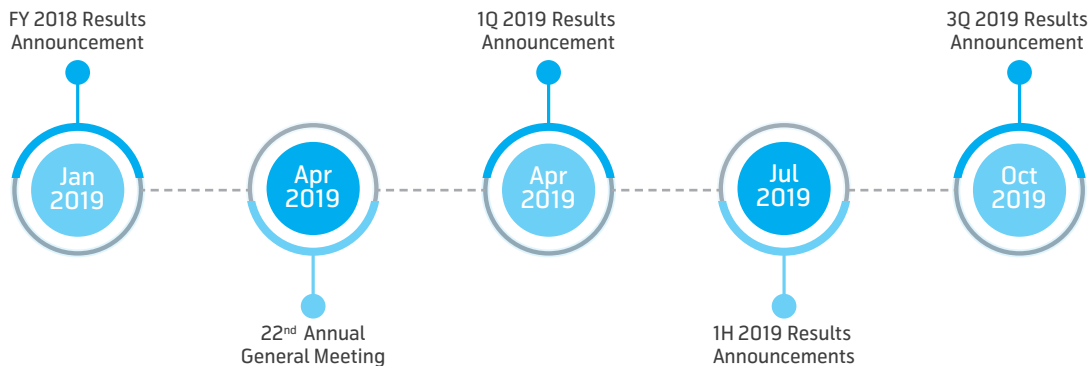 FY 2018 Results
Announcement
Jan
2019
Apr
2019
22nd Annual
General Meeting
1Q 2019 Results
Announcement
Apr
2019
Jul
2019
1H 2019 Results
Announcements
3Q 2019 Results
Announcement
Oct
2019